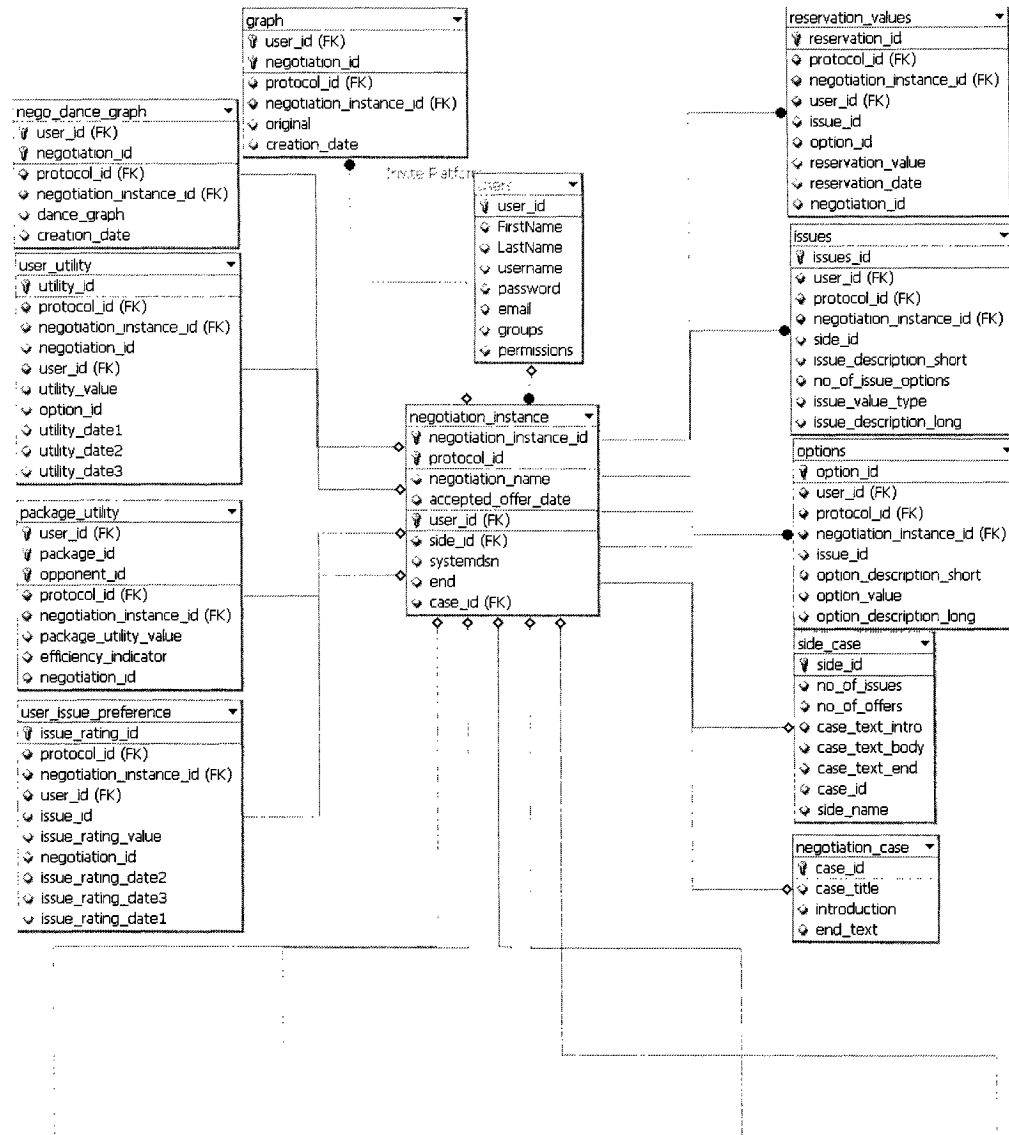 graph
user_id (FK)
negotiation_id
protocol_id (FK)
negotiation_instance_id (FK)
original
creation_date
nego_dance_graph
user_id (FK)
negotiation_id
protocol_id (FK)
negotiation_instance_id (FK)
dance_graph
creation_date
user_utility
utility_id
protocol_id (FK)
negotiation_instance_id (FK)
negotiation_id
user_id (FK)
utility_value
option_id
utility_date1
utility_date2
utility_date3
package_utility
user_id (FK)
package_id
opponent_id
protocol_id (FK)
negotiation_instance_id (FK)
package_utility_value
efficiency_indicator
negotiation_id
user_issue_preference
issue_rating_id
protocol_id (FK)
negotiation_instance_id (FK)
user_id (FK)
issue_id
issue_rating_value
negotiation_id
issue_rating_date2
issue_rating_date3
issue_rating_date1
Invite Platform
users
user_id
FirstName
LastName
username
password
email
groups
permissions
negotiation_instance
negotiation_instance_id
protocol_id
negotiation_name
accepted_offer_date
user_id (FK)
side_id (FK)
systemdsn
end
case_id (FK)
reservation_values
reservation_id
protocol_id (FK)
negotiation_instance_id (FK)
user_id (FK)
issue_id
option_id
reservation_value
reservation_date
negotiation_id
issues
issues_id
user_id (FK)
protocol_id (FK)
negotiation_instance_id (FK)
side_id
issue_description_short
no_of_issue_options
issue_value_type
issue_description_long
options
option_id
user_id (FK)
protocol_id (FK)
negotiation_instance_id (FK)
issue_id
option_description_short
option_value
option_description_long
side_case
side_id
no_of_issues
no_of_offers
case_text_intro
case_text_body
case_text_end
case_id
side_name
negotiation_case
case_id
case_title
introduction
end_text